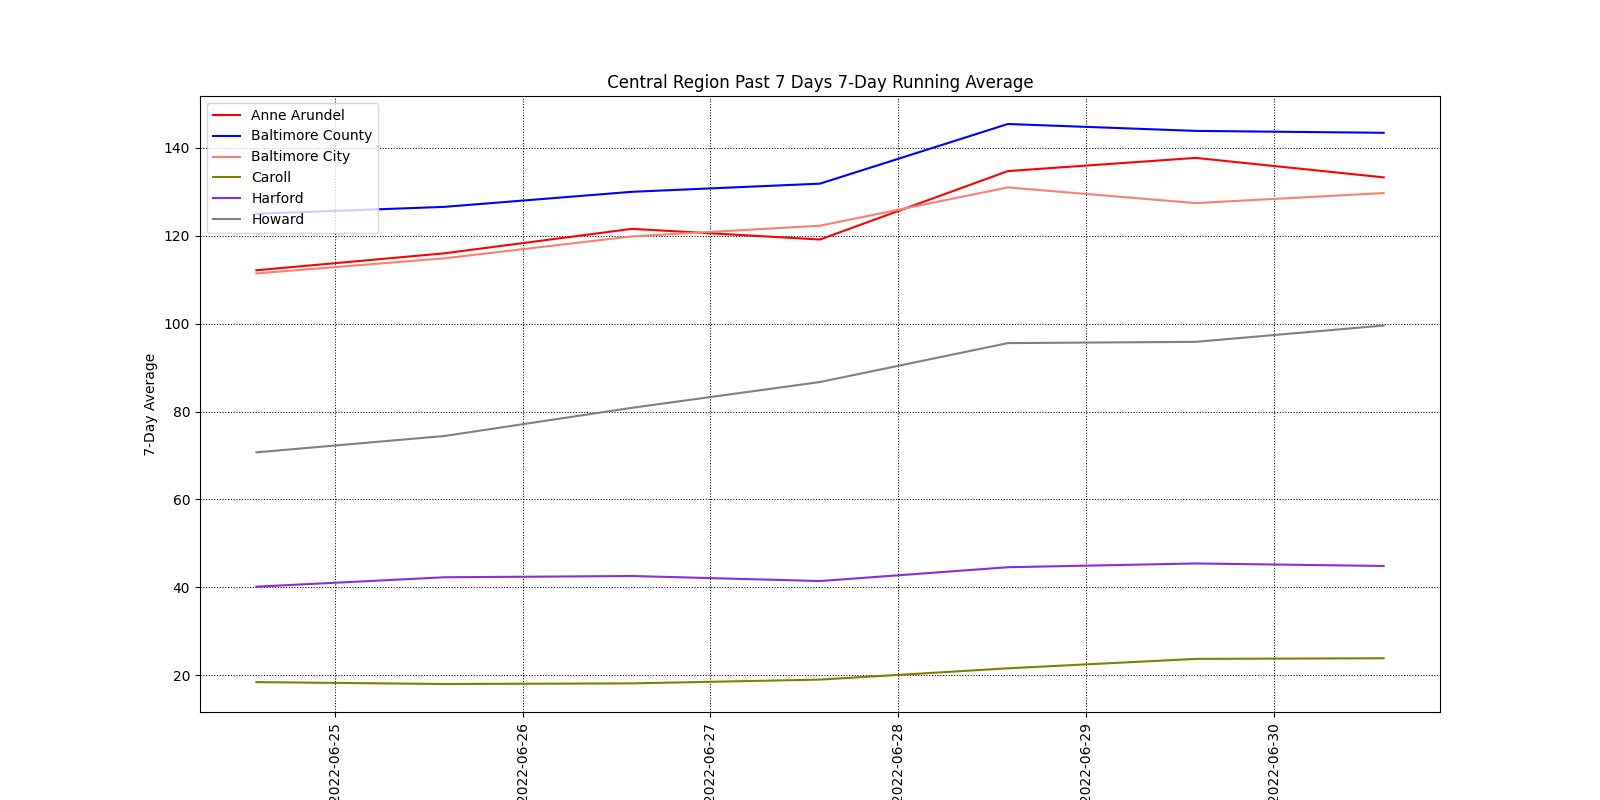 Central Region Past 7 Days 7-Day Running Average
Anne Arundel
Baltimore County
Baltimore City
Caroll
Harford
Howard
7-Day Average
140
120
100
80
60
40
20
2022-06-25
2022-06-26
2022-06-27
2022-06-28
2022-06-29
2022-06-30